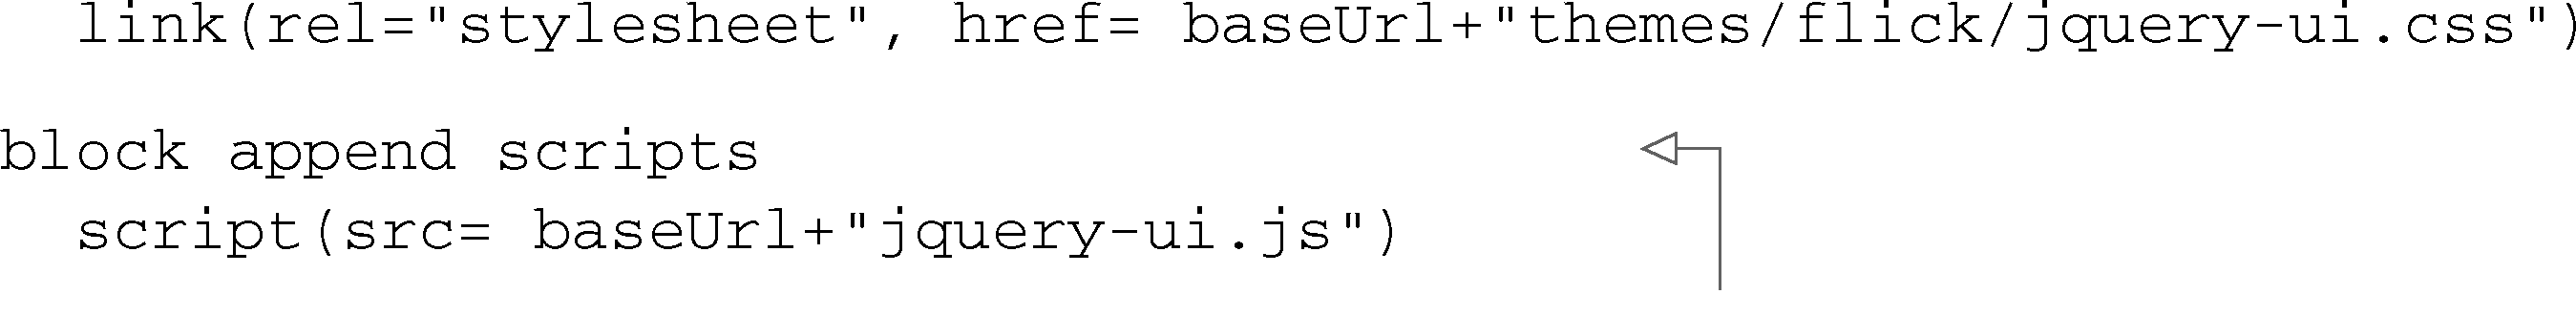 link(rel="stylesheet", href= baseUrl+"themes/flick/jquery-ui.css")
block append scripts
script(src= baseUrl+"jquery-ui.js")